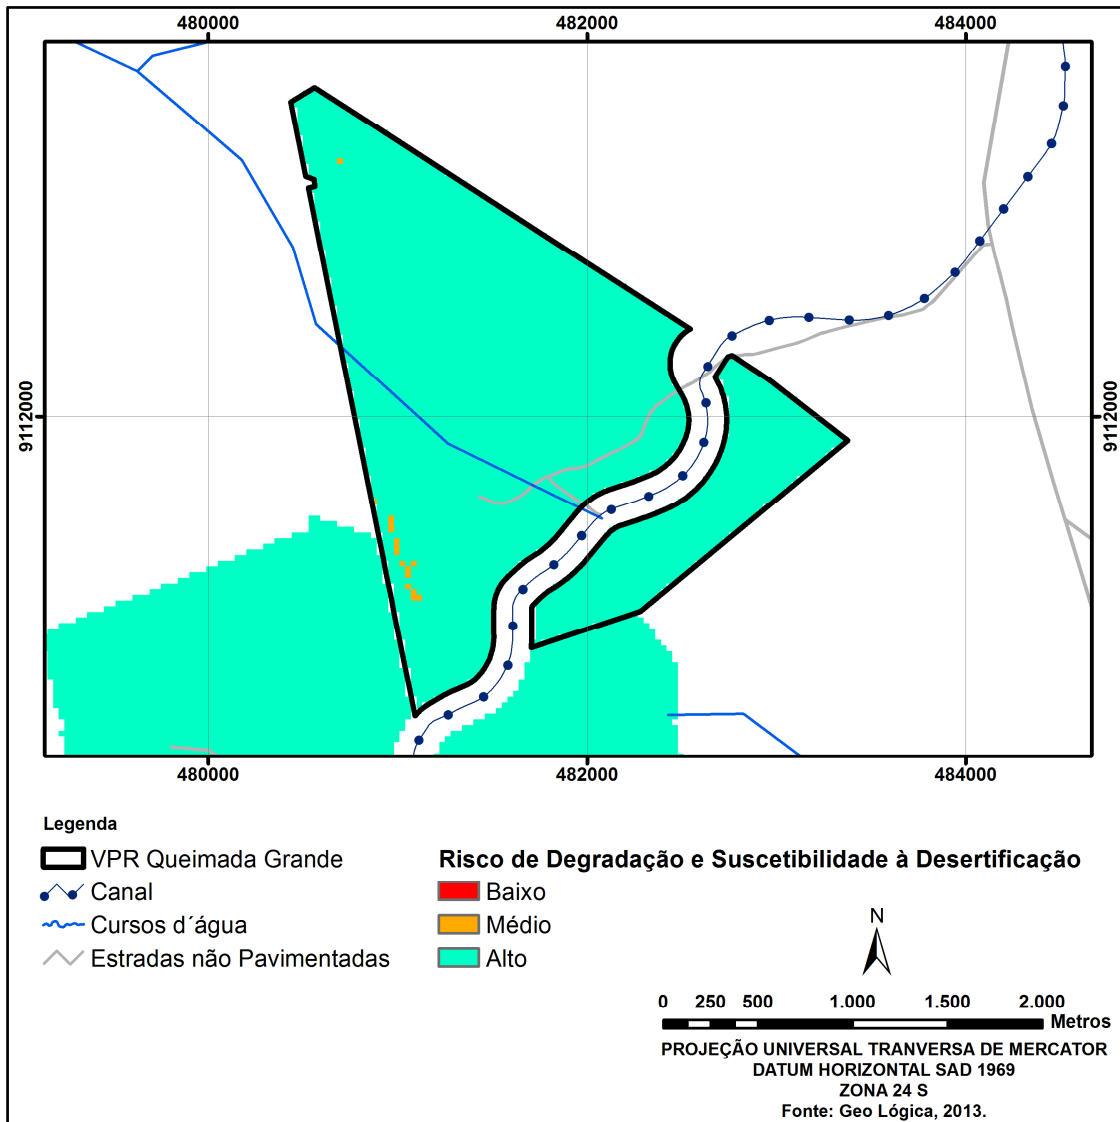 480000
482000
484000
9112000
9112000
480000
482000
484000
Legenda
VPR Queimada Grande
Canal
Cursos d´água
Estradas não Pavimentadas
Risco de Degradação e Suscetibilidade à Desertificação
Baixo
Médio
Alto
N
0 250 500 1.000 1.500 2.000
Metros
PROJEÇÃO UNIVERSAL TRANVERSA DE MERCATOR
DATUM HORIZONTAL SAD 1969
ZONA 24 S
Fonte: Geo Lógica, 2013.